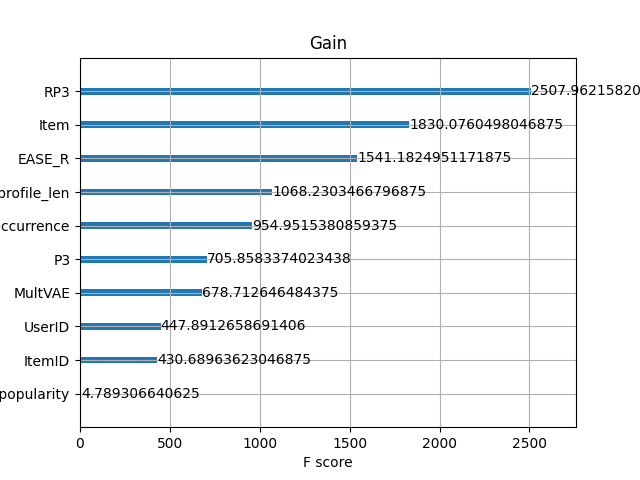 Gain
RP3
2507.96215820
Item
1830.0760498046875
EASE_R
1541.1824951171875
profile_len
1068.2303466796875
ccurrence
954.9515380859375
P3
705.8583374023438
MultVAE
678.712646484375
UserID
447.8912658691406
ItemID
430.68963623046875
popularity
4.789306640625
0 500 1000 1500 2000 2500
F score